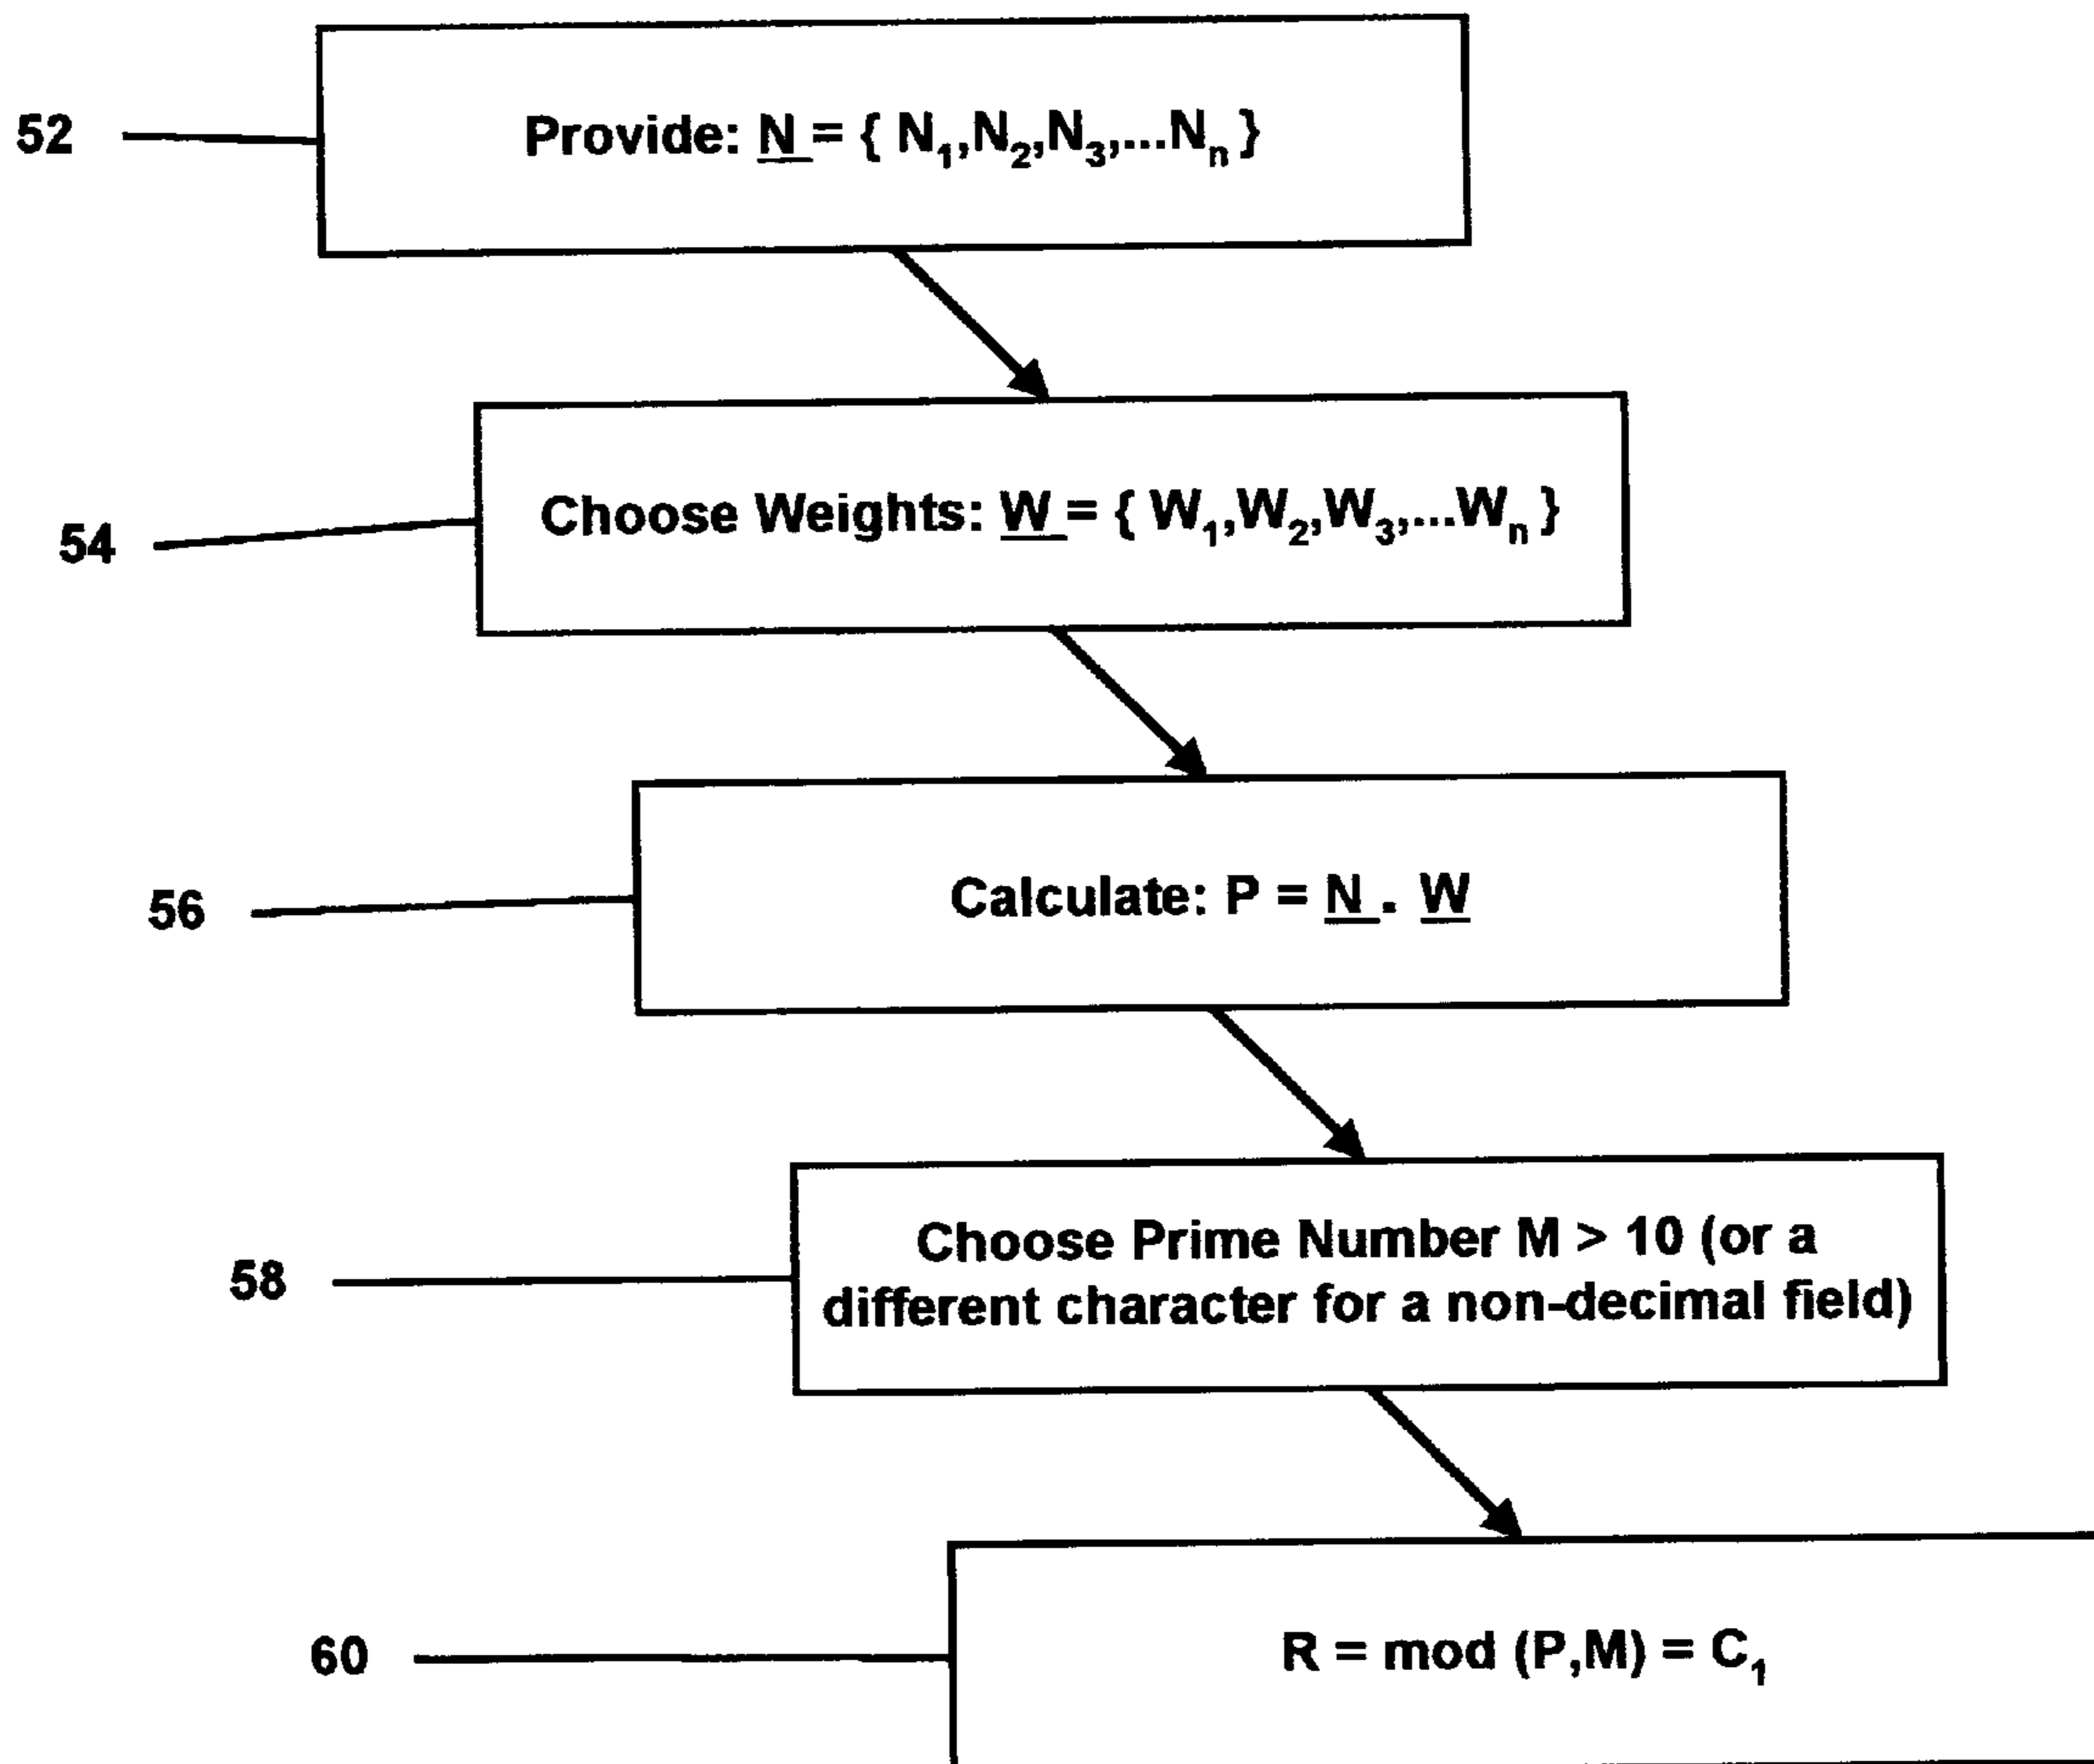 52
Provide: N = { N₁,N₂,N₃,...Nₙ }
54
Choose Weights: W = { W₁,W₂,W₃,...Wₙ }
56
Calculate: P = N . W
58
Choose Prime Number M > 10 (or a
different character for a non-decimal field)
60
R = mod (P,M) = C₁